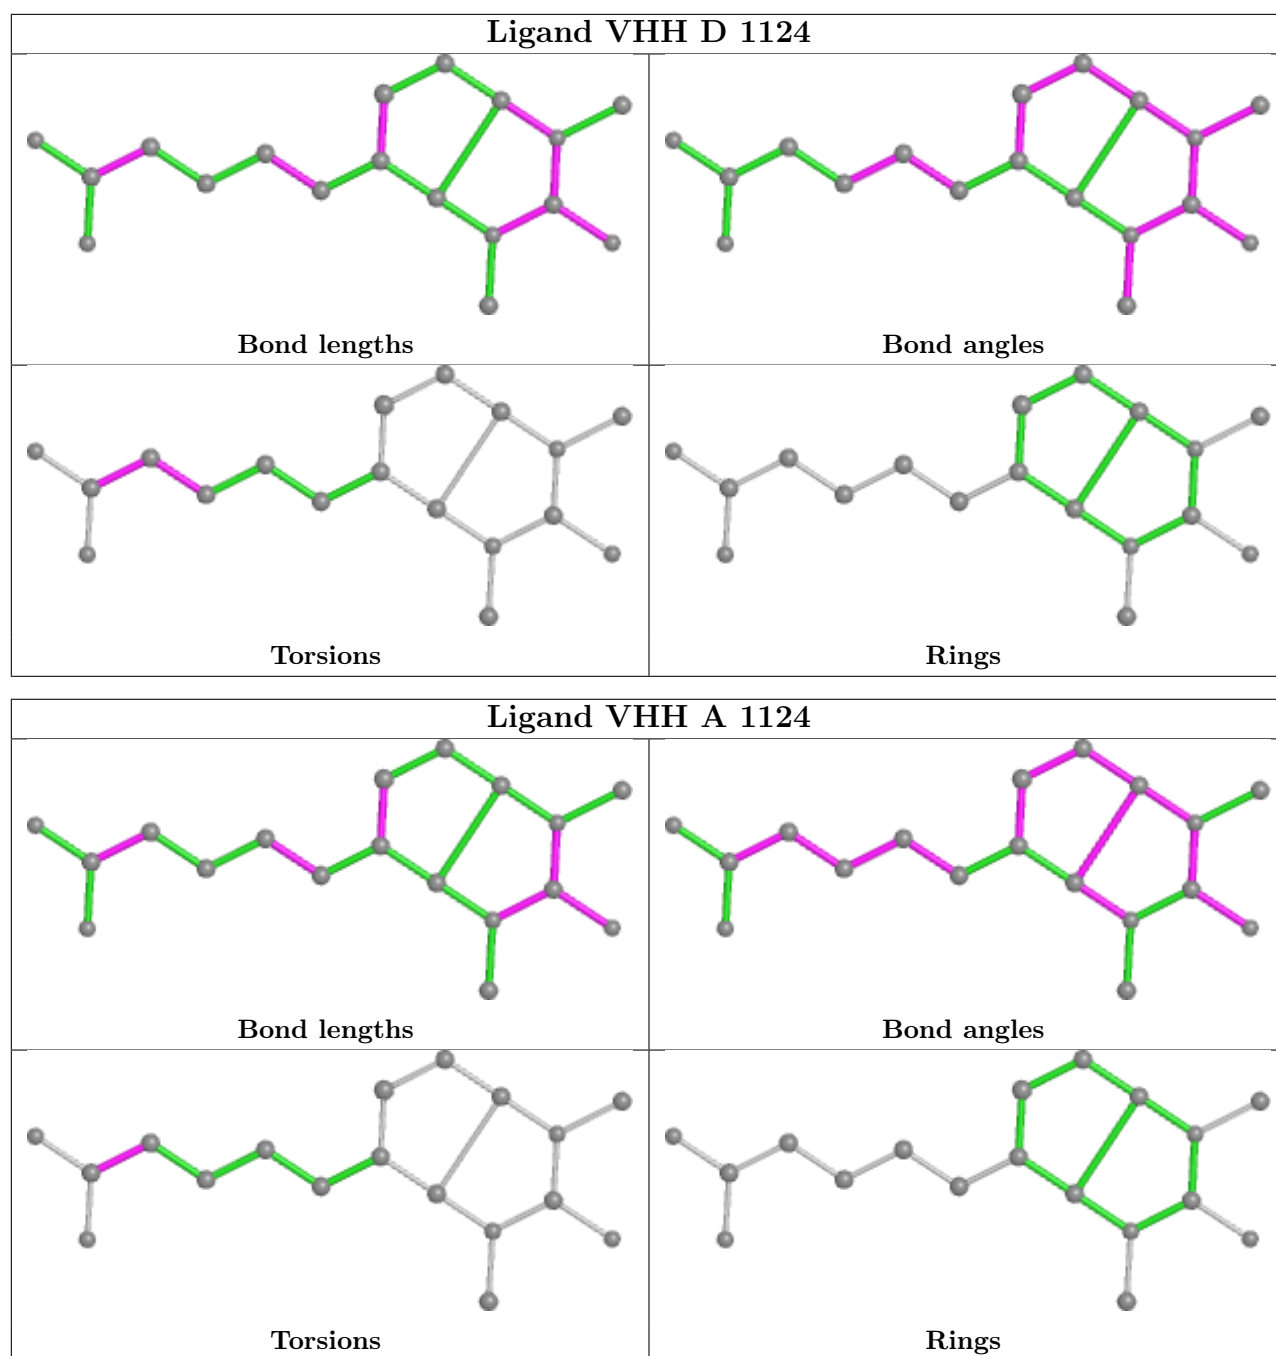 Ligand VHH D 1124
Bond lengths
Bond angles
Torsions
Rings
Ligand VHH A 1124
Bond lengths
Bond angles
Torsions
Rings